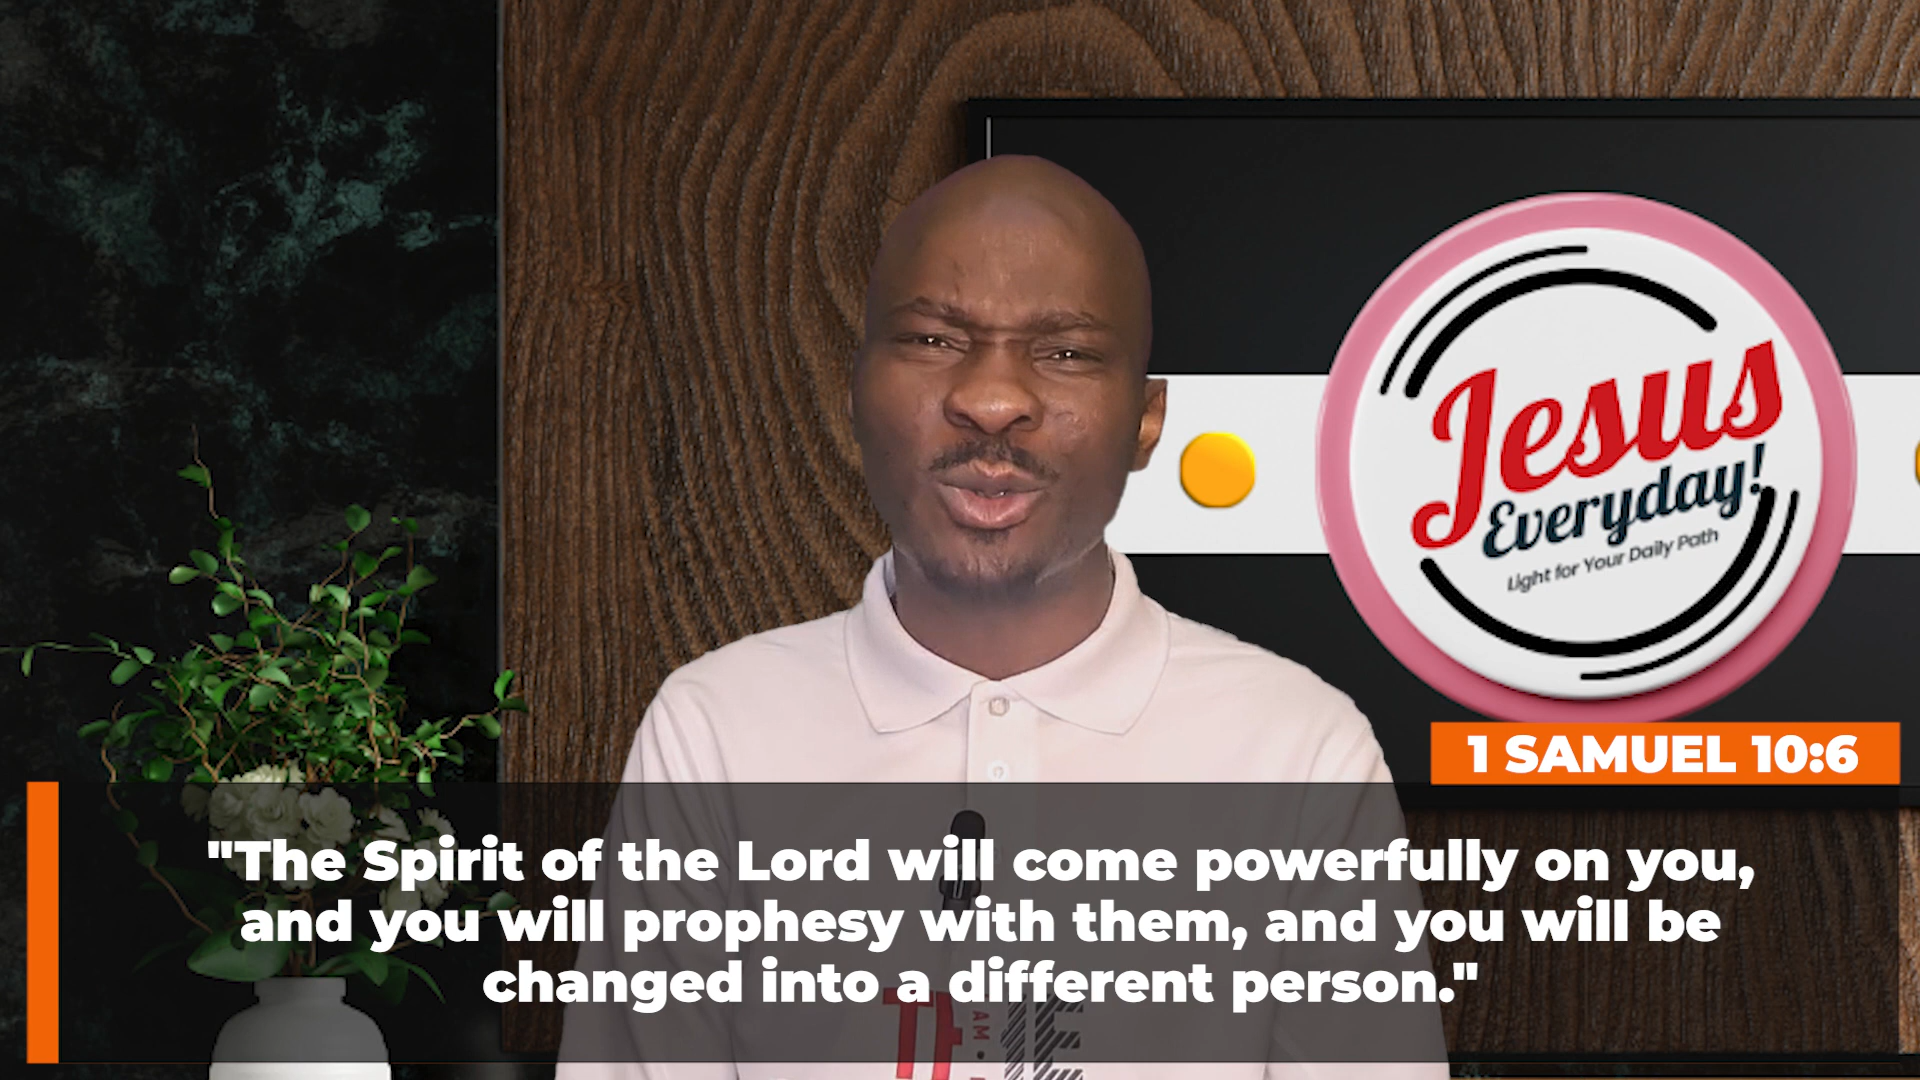 Jesus
Everyday!
Light for Your Daily Path
1 SAMUEL 10:6
"The Spirit of the Lord will come powerfully on you,
and you will prophesy with them, and you will be
changed into a different person."